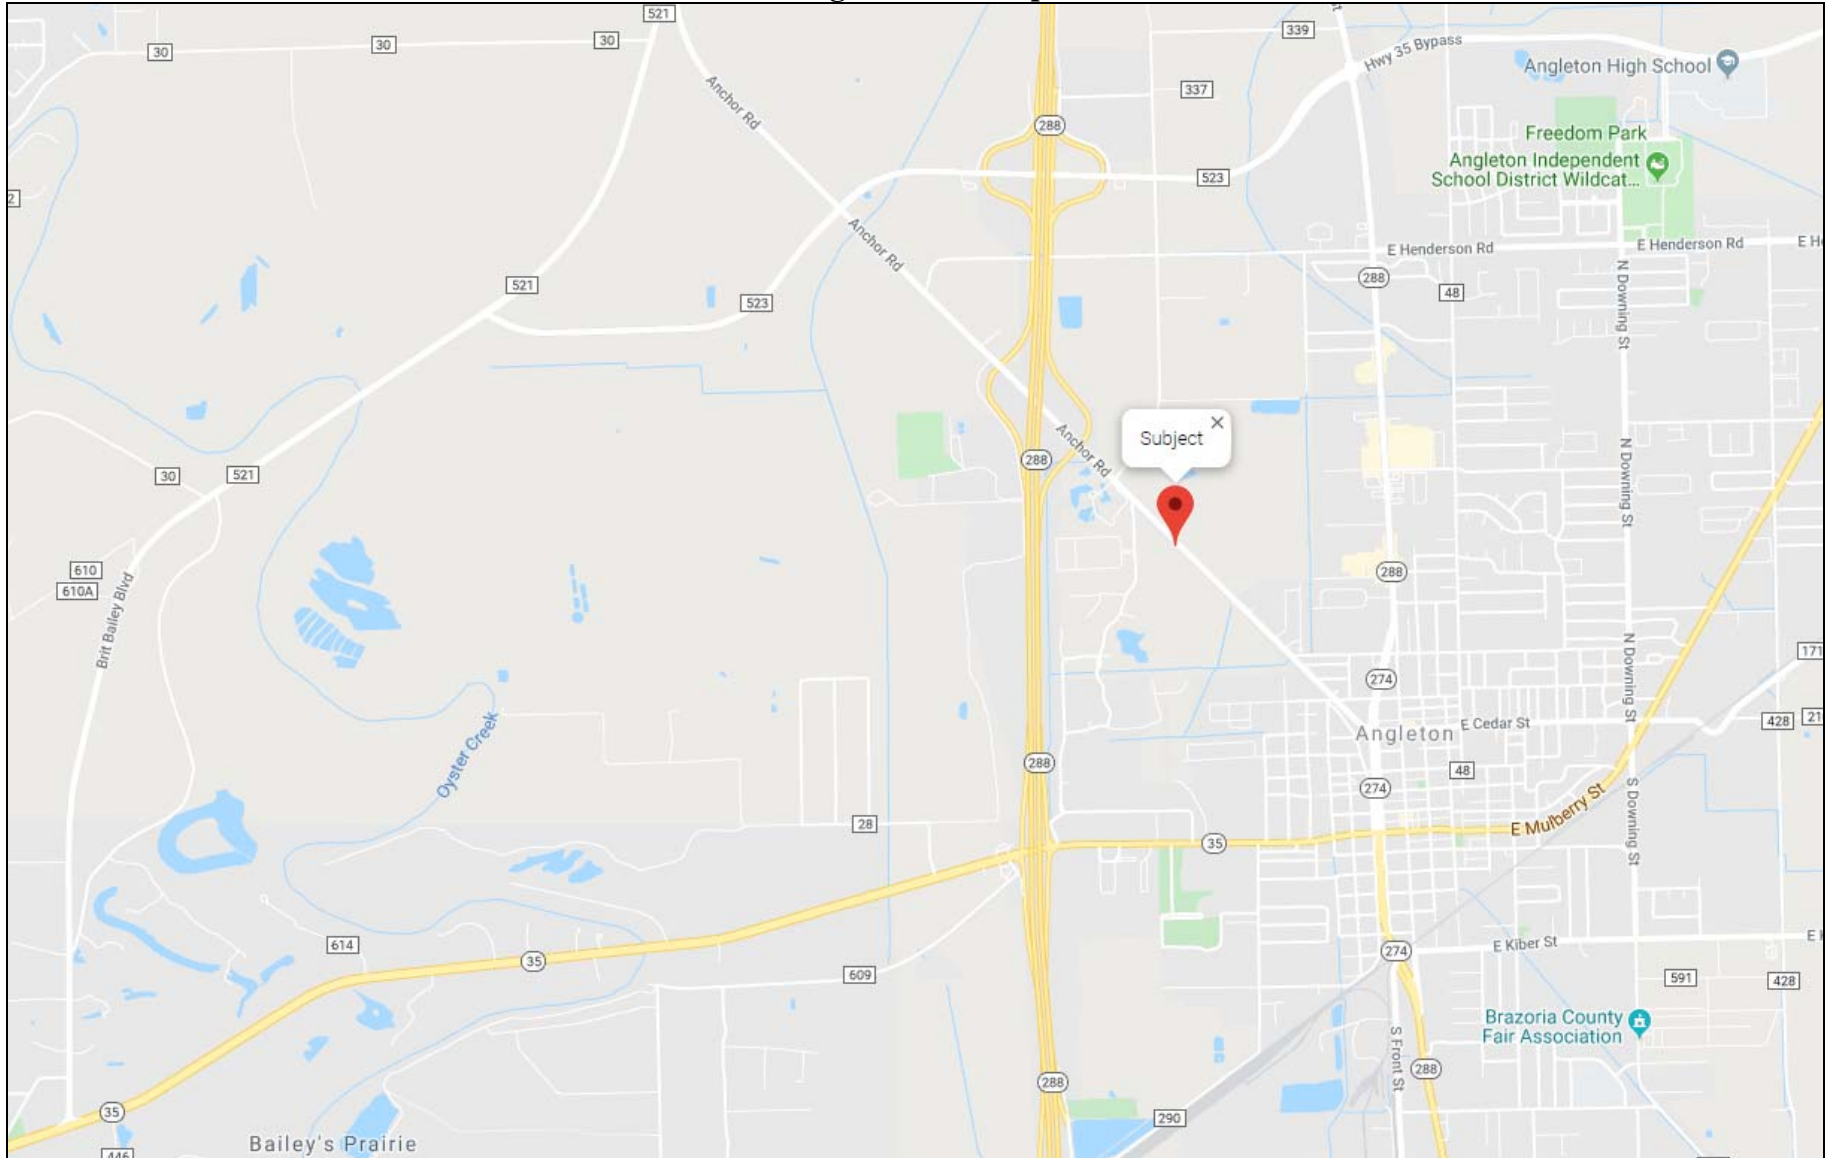 521
339
30
30
30
Hwy 35 Bypass
Angleton High School
337
Anchor Rd
288
Freedom Park
Angleton Independent
School District Wildcat...
523
2
Anchor Rd
E Henderson Rd
E Henderson Rd
E H
521
523
288
48
N Downing St
Subject
Anchor Rd
288
30
521
N Downing St
610
610A
288
Brit Bailey Blvd
N Downing St
171
274
Oyster Creek
E Cedar St
428
21
Angleton
288
48
274
S Downing St
28
35
E Mulberry St
614
35
609
274
E Kiber St
E
591
428
Brazoria County
Fair Association
S Front St
288
288
35
290
Bailey's Prairie
446